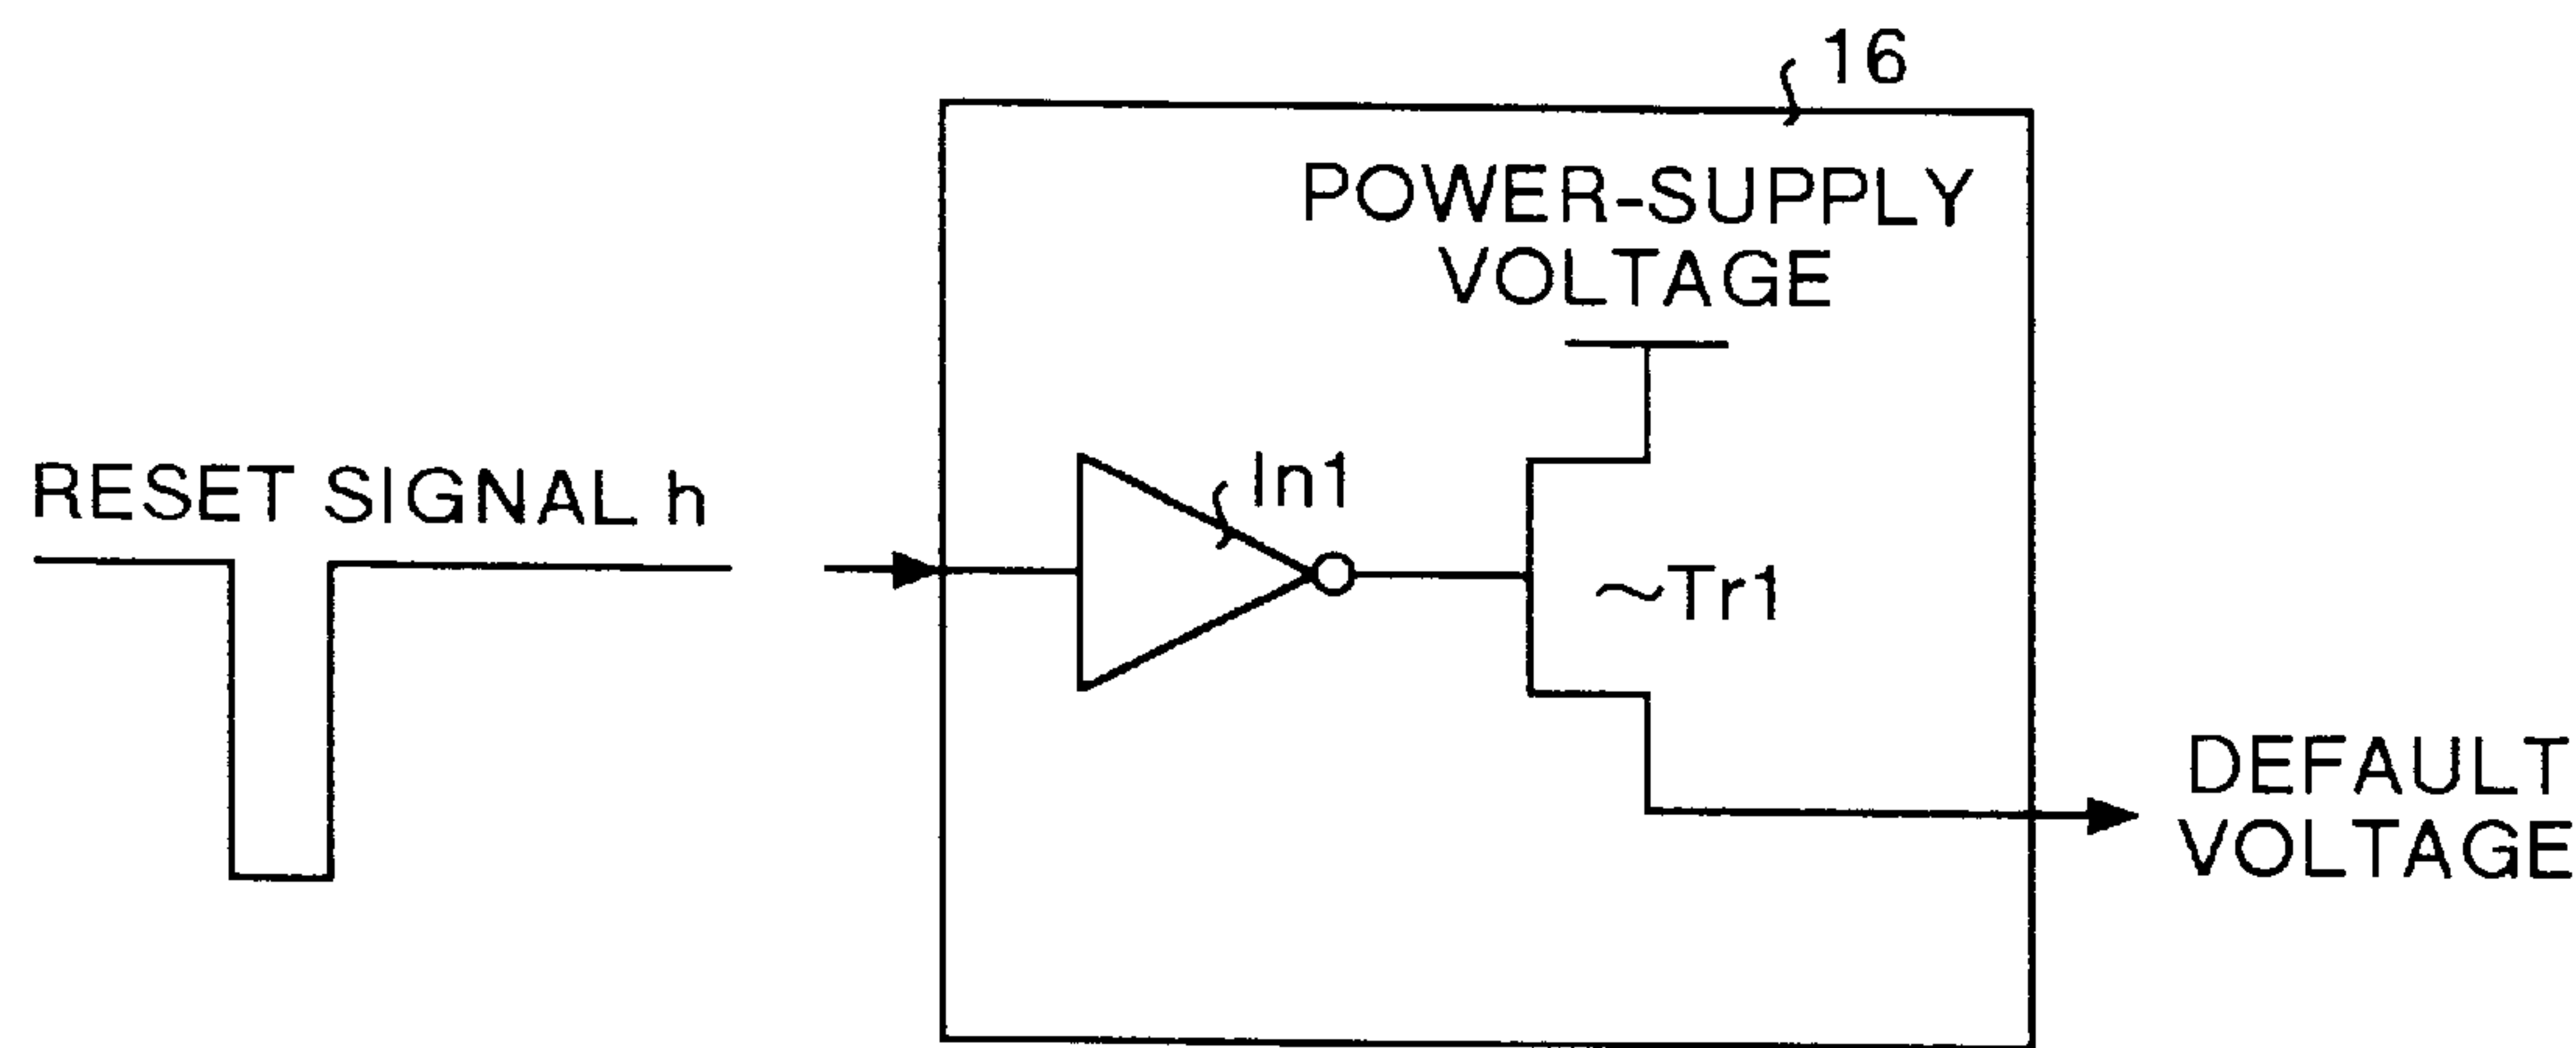 16
POWER-SUPPLY
VOLTAGE
RESET SIGNAL h
In1
~Tr1
DEFAULT
VOLTAGE